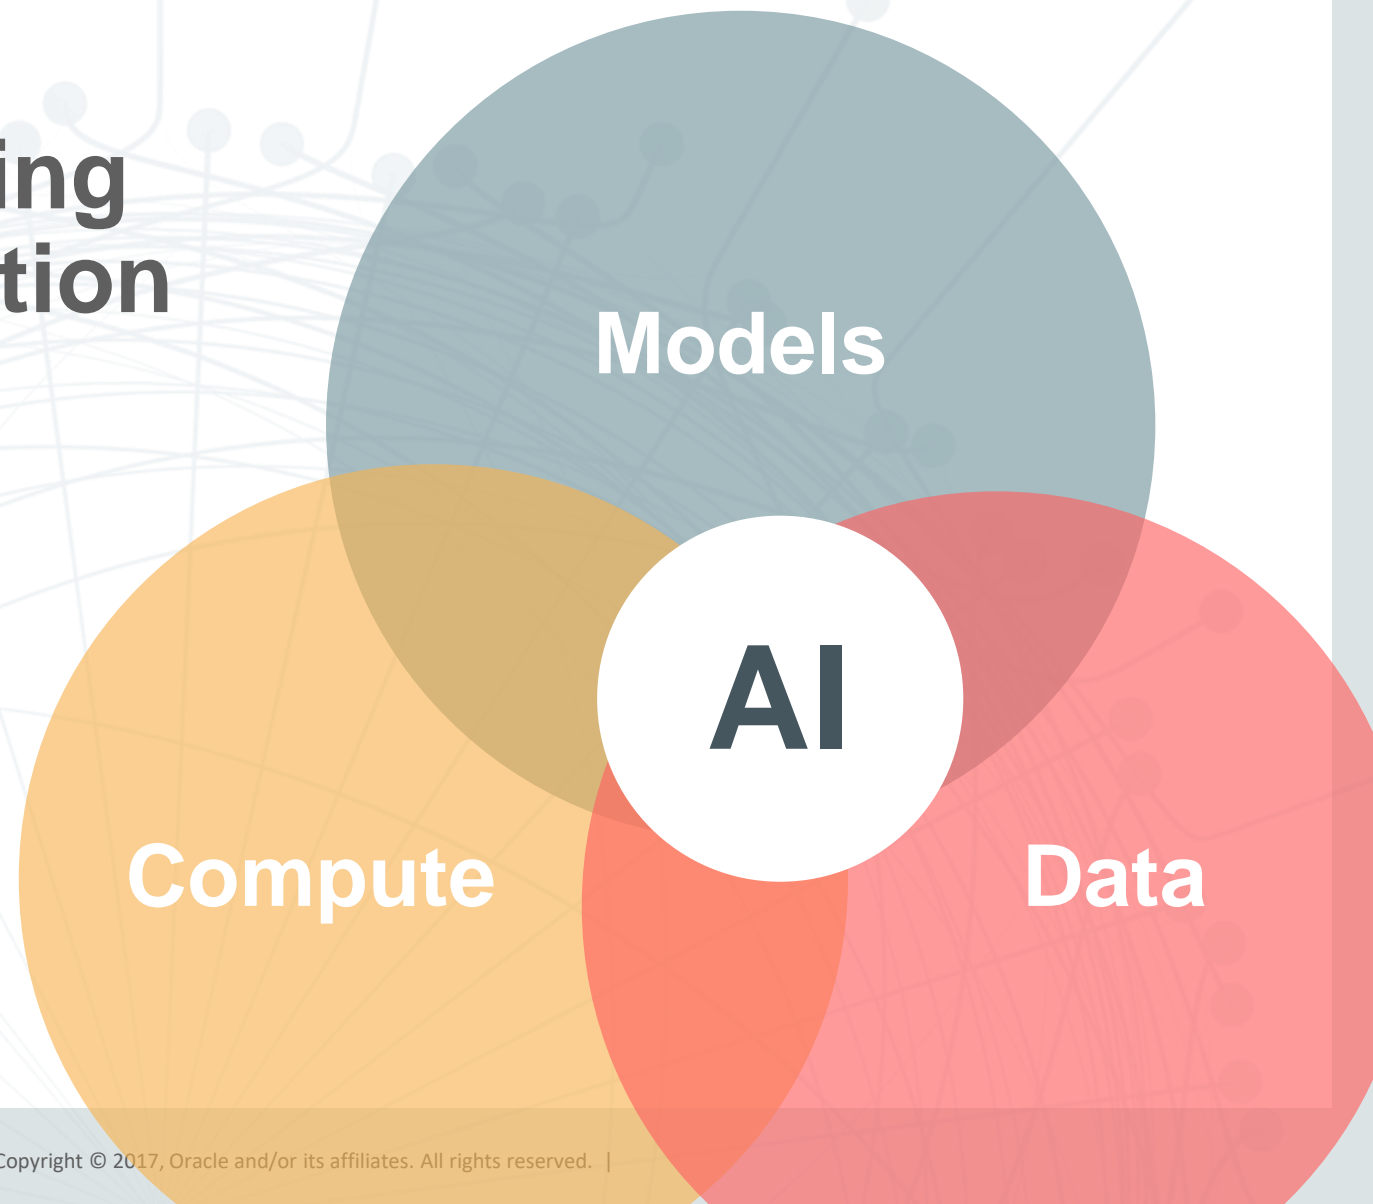 ing
tion
Models
AI
Compute
Data
Copyright © 2017, Oracle and/or its affiliates. All rights reserved. |